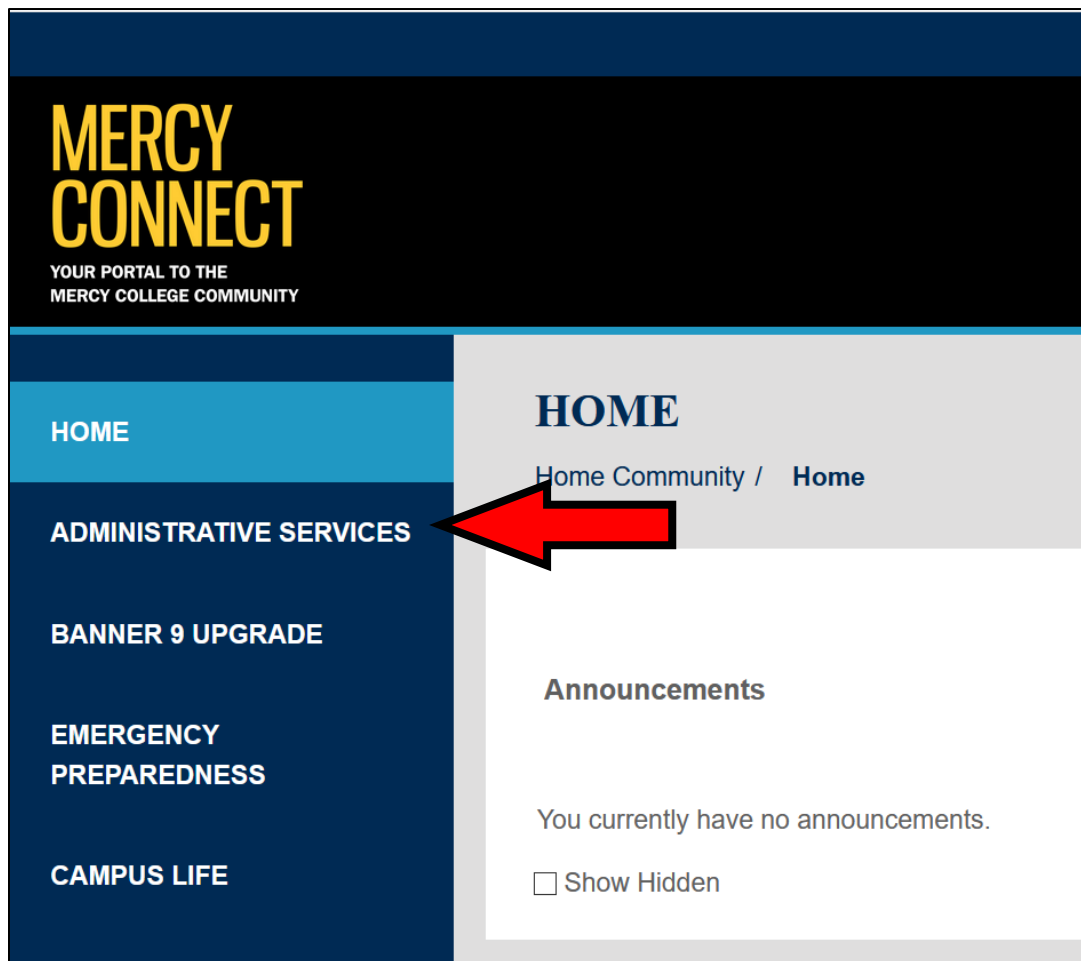 MERCY
CONNECT
YOUR PORTAL TO THE
MERCY COLLEGE COMMUNITY
HOME
ADMINISTRATIVE SERVICES
BANNER 9 UPGRADE
EMERGENCY
PREPAREDNESS
CAMPUS LIFE
HOME
Home Community / Home
Announcements
You currently have no announcements.
Show Hidden